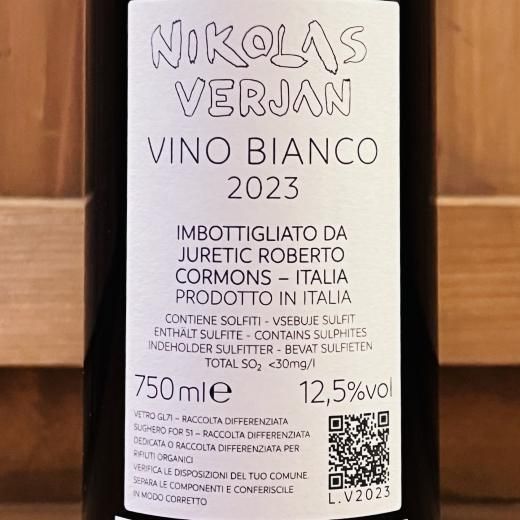 NIKOLAS
VERJAN
VINO BIANCO
2023
IMBOTTIGLIATO DA
JURETIC ROBERTO
CORMONS – ITALIA
PRODOTTO IN ITALIA
CONTIENE SOLFITI - VSEBUJE SULFIT
ENTHÄLT SULFITE - CONTAINS SULPHITES
INDEHOLDER SULFITTER - BEVAT SULFIETEN
TOTAL SO₂ <30mg/l
750 ml℮ 12,5%vol
VETRO GL71 – RACCOLTA DIFFERENZIATA
SUGHERO FOR 51 – RACCOLTA DIFFERENZIATA
DEDICATA O RACCOLTA DIFFERENZIATA PER
RIFIUTI ORGANICI
VERIFICA LE DISPOSIZIONI DEL TUO COMUNE.
SEPARA LE COMPONENTI E CONFERISCILE
IN MODO CORRETTO
L.V2023